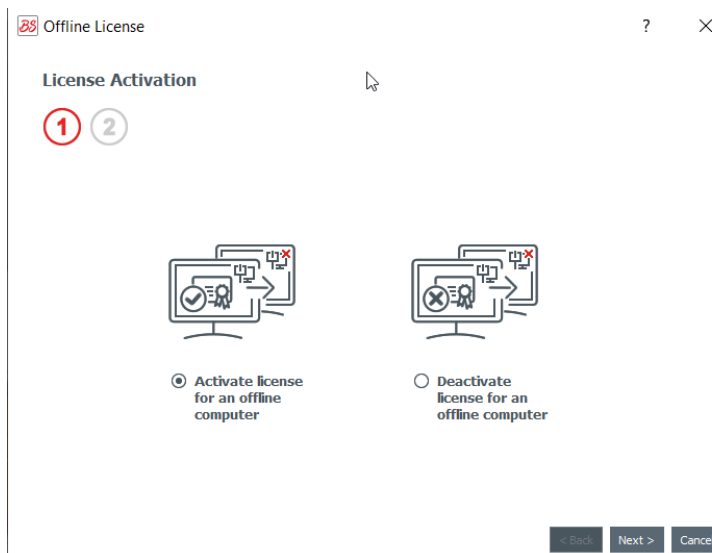 BS Offline License ?
License Activation
1 2
Activate license
for an offline
computer
Deactivate
license for an
offline computer
< Back Next > Cance